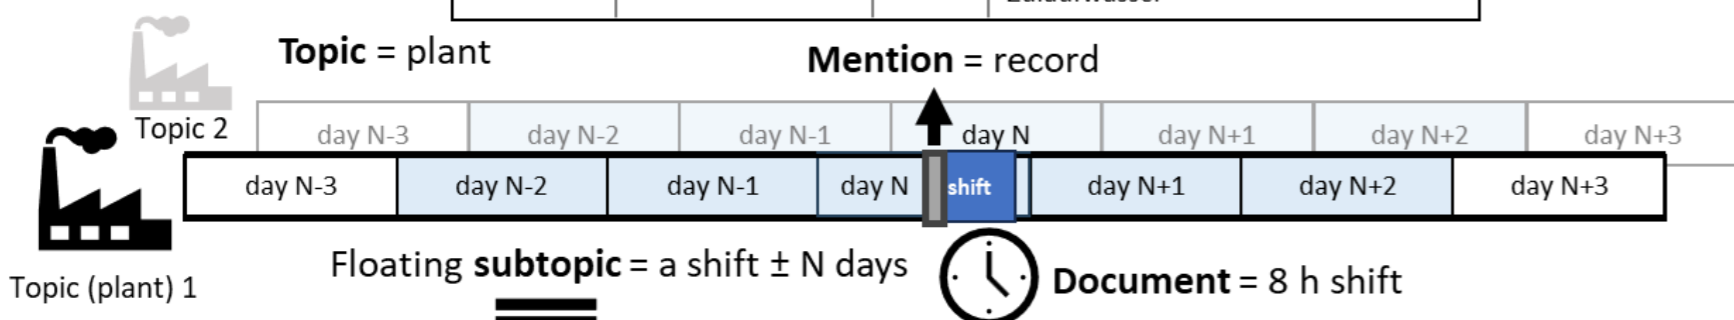 Topic = plant
Mention = record
Topic 2
day N-3 day N-2 day N-1 day N day N+1 day N+2 day N+3
day N-3 day N-2 day N-1 day N shift day N+1 day N+2 day N+3
Floating subtopic = a shift ± N days
Document = 8 h shift
Topic (plant) 1